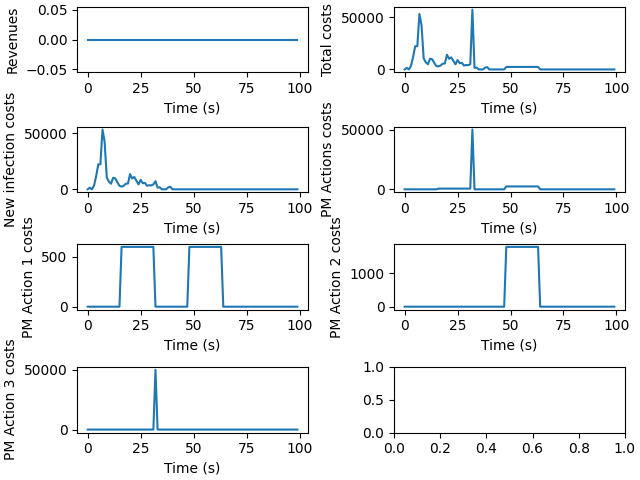 Revenues
0.05
0.00
−0.05
0 25 50 75 100
Time (s)
Total costs
50000
0
0 25 50 75 100
Time (s)
New infection costs
50000
0
0 25 50 75 100
Time (s)
PM Actions costs
50000
0
0 25 50 75 100
Time (s)
PM Action 1 costs
500
0
0 25 50 75 100
Time (s)
PM Action 2 costs
1000
0
0 25 50 75 100
Time (s)
PM Action 3 costs
50000
0
0 25 50 75 100
Time (s)
1.0
0.5
0.0
0.0 0.2 0.4 0.6 0.8 1.0